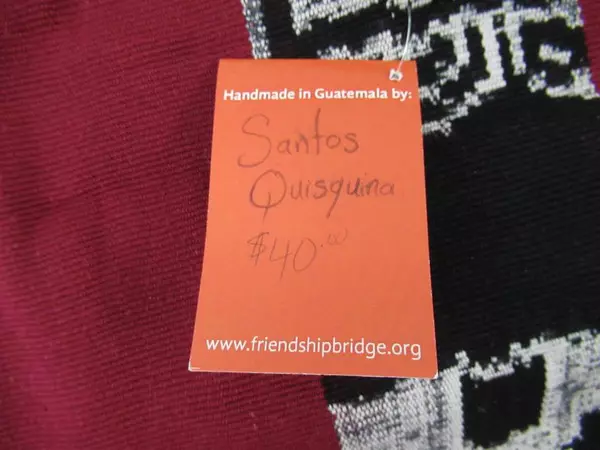 Handmade in Guatemala by:
Santos
Quisquina
$40.00
www.friendshipbridge.org